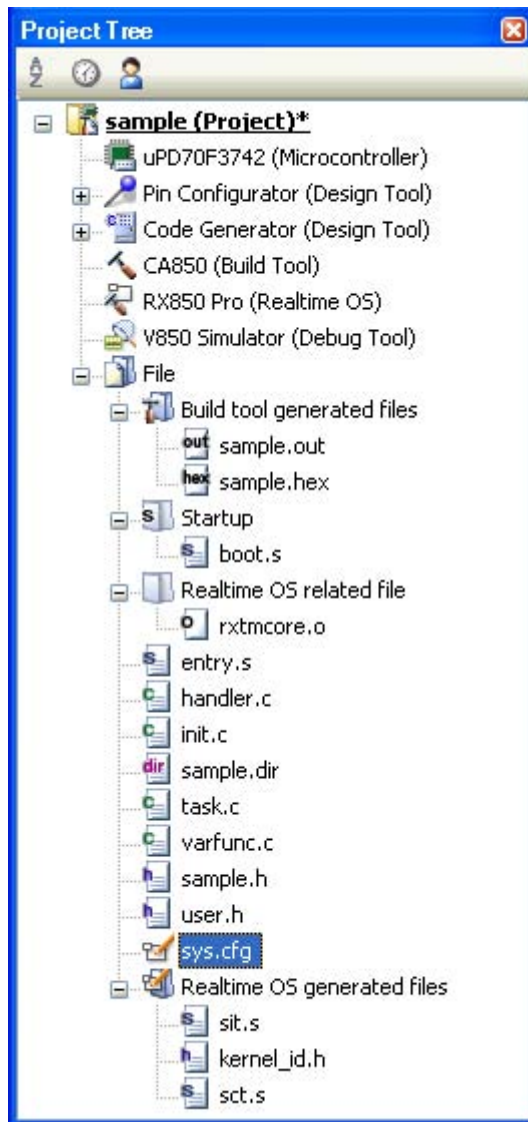 Project Tree
sample (Project)*
uPD70F3742 (Microcontroller)
Pin Configurator (Design Tool)
Code Generator (Design Tool)
CA850 (Build Tool)
RX850 Pro (Realtime OS)
V850 Simulator (Debug Tool)
File
Build tool generated files
out sample.out
hex sample.hex
S Startup
S boot.s
Realtime OS related file
O rxtmcore.o
S entry.s
C handler.c
C init.c
dir sample.dir
C task.c
C varfunc.c
h sample.h
h user.h
sys.cfg
Realtime OS generated files
S sit.s
h kernel_id.h
S sct.s